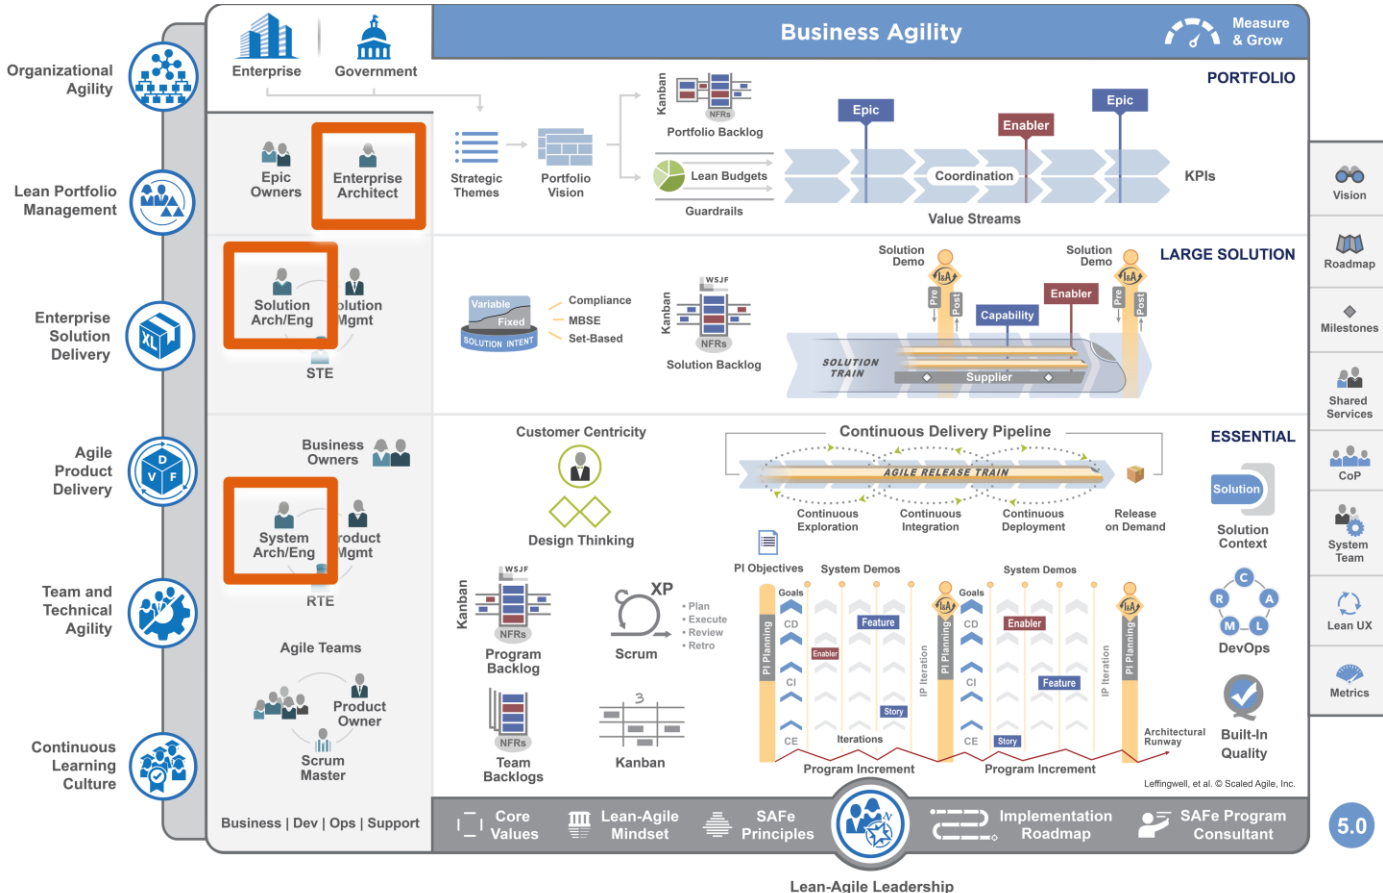 Organizational
Agility
Lean Portfolio
Management
Enterprise
Solution
Delivery
XL
Agile
Product
Delivery
D
V
F
Team and
Technical
Agility
Continuous
Learning
Culture
Enterprise
Government
Business Agility
Measure
& Grow
PORTFOLIO
Epic
Owners
Enterprise
Architect
Strategic
Themes
Portfolio
Vision
Kanban
NFRs
Portfolio Backlog
Lean Budgets
Guardrails
Epic
Enabler
Epic
Coordination
KPIs
Value Streams
LARGE SOLUTION
Solution
Arch/Eng
olution
Mgmt
STE
Variable
Fixed
SOLUTION INTENT
Compliance
MBSE
Set-Based
Kanban
WSJF
NFRs
Solution Backlog
Solution
Demo
I&A
Pre
Post
Capability
Enabler
Solution
Demo
I&A
Pre
Post
SOLUTION
TRAIN
Supplier
ESSENTIAL
Business
Owners
System
Arch/Eng
roduct
Mgmt
RTE
Agile Teams
Product
Owner
Scrum
Master
Business | Dev | Ops | Support
Customer Centricity
Design Thinking
Kanban
WSJF
NFRs
Program
Backlog
XP
• Plan
• Execute
• Review
• Retro
Scrum
NFRs
Team
Backlogs
3
Kanban
Continuous Delivery Pipeline
AGILE RELEASE TRAIN
Continuous
Exploration
Continuous
Integration
Continuous
Deployment
Release
on Demand
PI Objectives
System Demos
System Demos
PI Planning
Goals
CD
CI
CE
Enabler
Feature
Story
Iterations
IP Iteration
I&A
PI Planning
Goals
CD
CI
CE
Enabler
Feature
Story
IP Iteration
I&A
PI Planning
Program Increment
Program Increment
Architectural
Runway
Solution
Solution
Context
C
R
A
M
L
DevOps
Built-In
Quality
Leffingwell, et al. © Scaled Agile, Inc.
Vision
Roadmap
Milestones
Shared
Services
CoP
System
Team
Lean UX
Metrics
Core
Values
Lean-Agile
Mindset
SAFe
Principles
N
Implementation
Roadmap
SAFe Program
Consultant
5.0
Lean-Agile Leadership